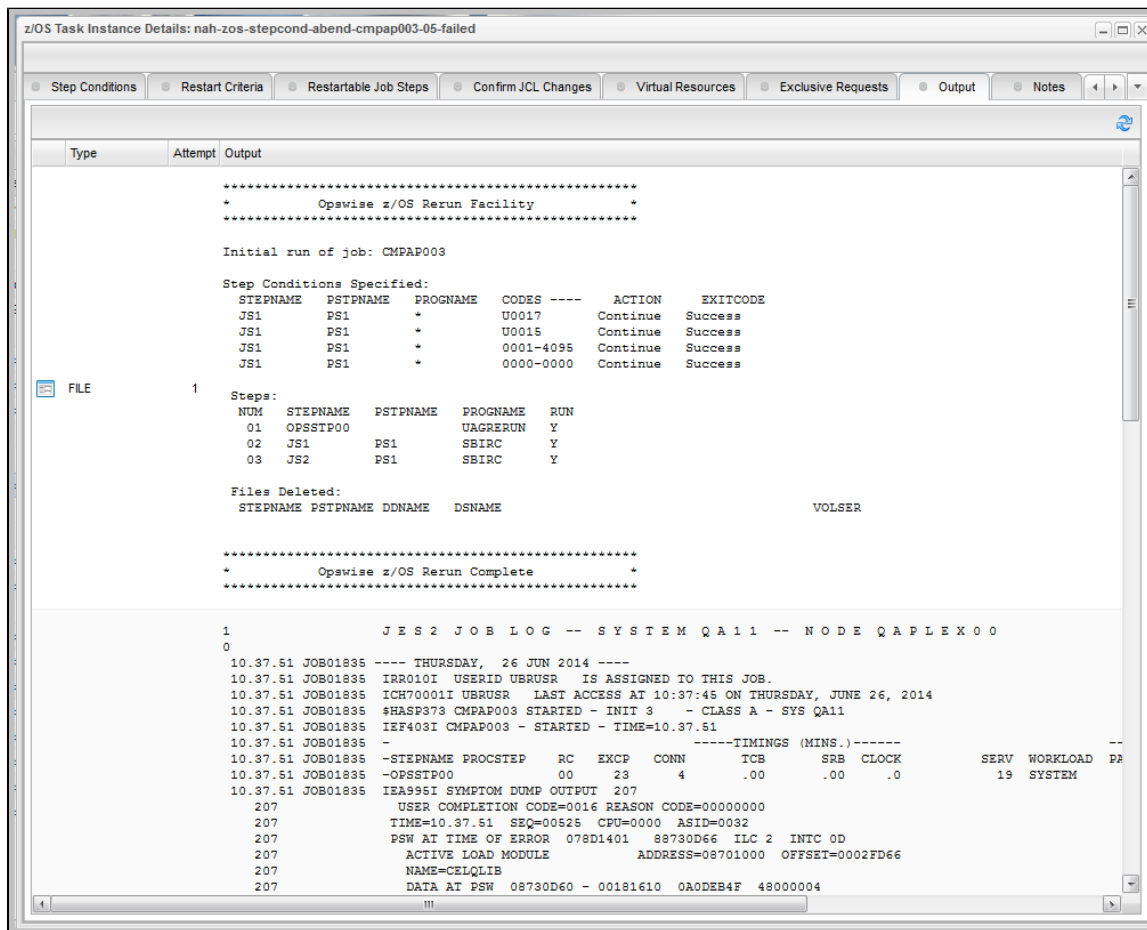 z/OS Task Instance Details: nah-zos-stepcond-abend-cmpap003-05-failed
Step Conditions Restart Criteria Restartable Job Steps Confirm JCL Changes Virtual Resources Exclusive Requests Output Notes
Type Attempt Output
*****************************************************
* Opswise z/OS Rerun Facility *
*****************************************************
Initial run of job: CMPAP003
Step Conditions Specified:
STEPNAME PSTPNAME PROGNAME CODES ---- ACTION EXITCODE
JS1 PS1 * U0017 Continue Success
JS1 PS1 * U0015 Continue Success
JS1 PS1 * 0001-4095 Continue Success
JS1 PS1 * 0000-0000 Continue Success
FILE 1
Steps:
NUM STEPNAME PSTPNAME PROGNAME RUN
01 OPSSTP00 UAGRERUN Y
02 JS1 PS1 SBIRC Y
03 JS2 PS1 SBIRC Y
Files Deleted:
STEPNAME PSTPNAME DDNAME DSNAME VOLSER
*****************************************************
* Opswise z/OS Rerun Complete *
*****************************************************
1 J E S 2 J O B L O G -- S Y S T E M Q A 1 1 -- N O D E Q A P L E X 0 0
0
10.37.51 JOB01835 ---- THURSDAY, 26 JUN 2014 ----
10.37.51 JOB01835 IRR010I USERID UBRUSR IS ASSIGNED TO THIS JOB.
10.37.51 JOB01835 ICH70001I UBRUSR LAST ACCESS AT 10:37:45 ON THURSDAY, JUNE 26, 2014
10.37.51 JOB01835 $HASP373 CMPAP003 STARTED - INIT 3 - CLASS A - SYS QA11
10.37.51 JOB01835 IEF403I CMPAP003 - STARTED - TIME=10.37.51
10.37.51 JOB01835 - -----TIMINGS (MINS.)------ --
10.37.51 JOB01835 -STEPNAME PROCSTEP RC EXCP CONN TCB SRB CLOCK SERV WORKLOAD PA
10.37.51 JOB01835 -OPSSTP00 00 23 4 .00 .00 .0 19 SYSTEM
10.37.51 JOB01835 IEA995I SYMPTOM DUMP OUTPUT 207
207 USER COMPLETION CODE=0016 REASON CODE=00000000
207 TIME=10.37.51 SEQ=00525 CPU=0000 ASID=0032
207 PSW AT TIME OF ERROR 078D1401 88730D66 ILC 2 INTC 0D
207 ACTIVE LOAD MODULE ADDRESS=08701000 OFFSET=0002FD66
207 NAME=CELQLIB
207 DATA AT PSW 08730D60 - 00181610 0A0DEB4F 48000004